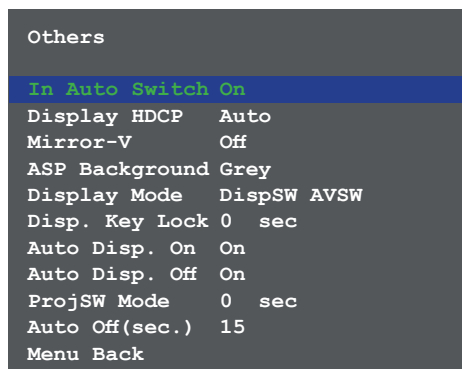 Others
In Auto Switch On
Display HDCP Auto
Mirror-V Off
ASP Background Grey
Display Mode DispSW AVSW
Disp. Key Lock 0 sec
Auto Disp. On On
Auto Disp. Off On
ProjSW Mode 0 sec
Auto Off(sec.) 15
Menu Back